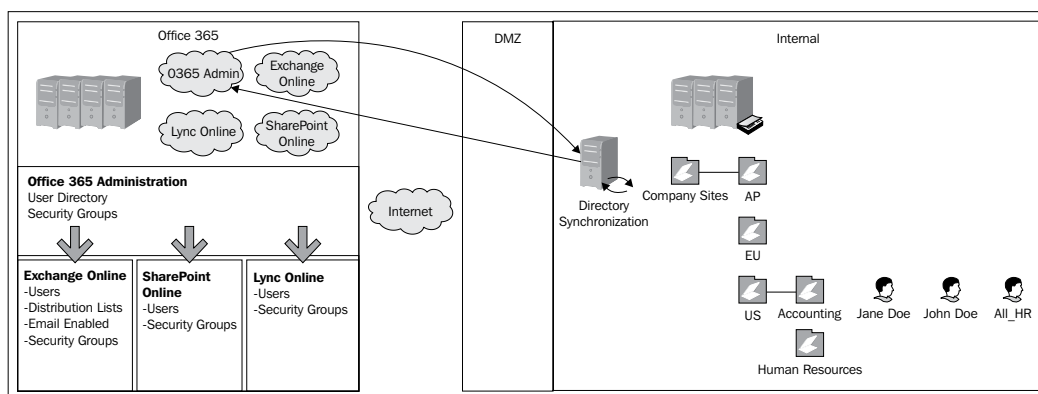 Office 365
O365 Admin
Exchange
Online
Lync Online
SharePoint
Online
Office 365 Administration
User Directory
Security Groups
Exchange Online
-Users
-Distribution Lists
-Email Enabled
-Security Groups
SharePoint
Online
-Users
-Security Groups
Lync Online
-Users
-Security Groups
Internet
DMZ
Internal
Directory
Synchronization
Company Sites
AP
EU
US
Accounting
Jane Doe
John Doe
All_HR
Human Resources